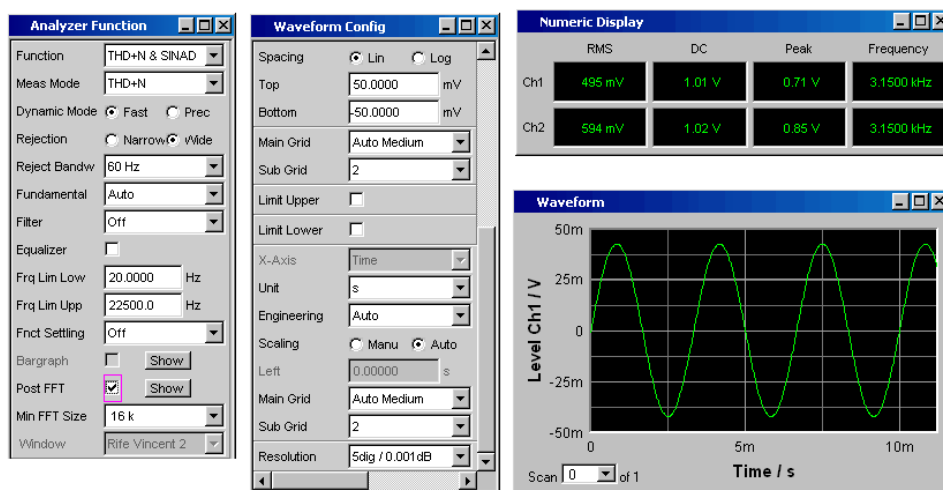 Analyzer Function
Function THD+N & SINAD
Meas Mode THD+N
Dynamic Mode Fast Prec
Rejection Narrow Wide
Reject Bandw 60 Hz
Fundamental Auto
Filter Off
Equalizer
Frq Lim Low 20.0000 Hz
Frq Lim Upp 22500.0 Hz
Fnct Settling Off
Bargraph Show
Post FFT Show
Min FFT Size 16 k
Window Rife Vincent 2
Waveform Config
Spacing Lin Log
Top 50.0000 mV
Bottom -50.0000 mV
Main Grid Auto Medium
Sub Grid 2
Limit Upper
Limit Lower
X-Axis Time
Unit s
Engineering Auto
Scaling Manu Auto
Left 0.00000 s
Main Grid Auto Medium
Sub Grid 2
Resolution 5dig / 0.001dB
Numeric Display
RMS DC Peak Frequency
Ch1 495 mV 1.01 V 0.71 V 3.1500 kHz
Ch2 594 mV 1.02 V 0.85 V 3.1500 kHz
Waveform
Level Ch1 / V
50m
25m
0
-25m
-50m
0 5m 10m
Time / s
Scan 0 of 1